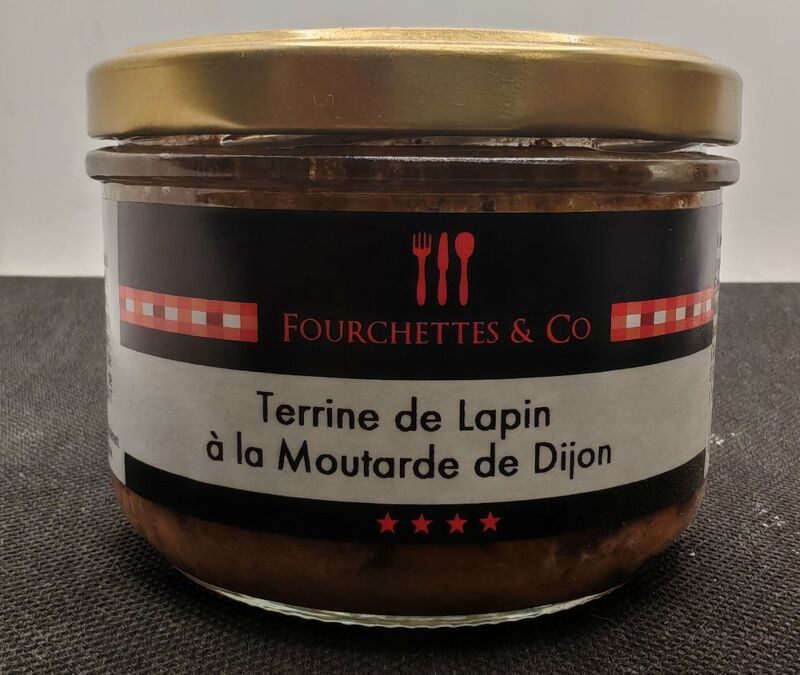 FOURCHETTES & CO
Terrine de Lapin
à la Moutarde de Dijon